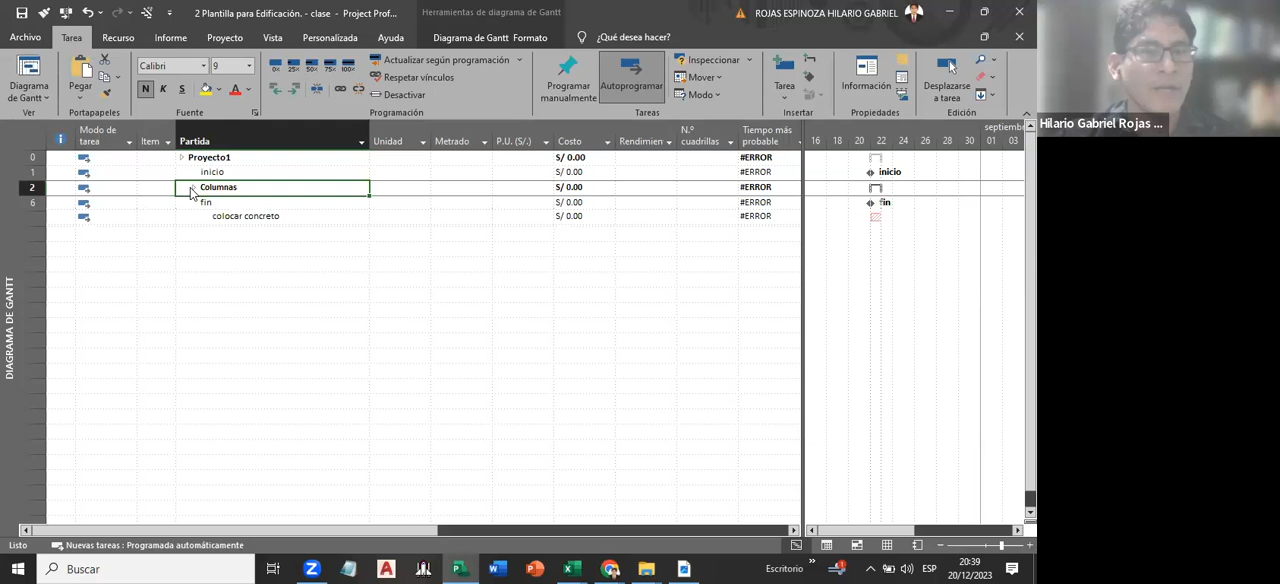 2 Plantilla para Edificación. - clase - Project Prof...
Herramientas de diagrama de Gantt
ROJAS ESPINOZA HILARIO GABRIEL
Archivo Tarea Recurso Informe Proyecto Vista Personalizada Ayuda Diagrama de Gantt Formato ¿Qué desea hacer?
Diagrama de Gantt
Ver
Pegar
Portapapeles
Calibri 9
N K S
Fuente
0% 25% 50% 75% 100%
Actualizar según programación
Respetar vínculos
Desactivar
Programación
Programar manualmente
Autoprogramar
Inspeccionar
Mover
Modo
Tareas
Tarea
Insertar
Información
Propiedades
Desplazarse a tarea
Edición
Hilario Gabriel Rojas ...
Modo de tarea Item Partida Unidad Metrado P.U. (S/.) Costo Rendimien N.º cuadrillas Tiempo más probable
septiembr
16 20 22 24 26 28 30 01 03
0 Proyecto1 S/ 0.00 #ERROR
1 inicio S/ 0.00 #ERROR inicio
2 Columnas S/ 0.00 #ERROR
6 fin S/ 0.00 #ERROR fin
colocar concreto S/ 0.00 #ERROR
DIAGRAMA DE GANTT
Listo Nuevas tareas : Programada automáticamente
Buscar
Escritorio
ESP
20:39
20/12/2023